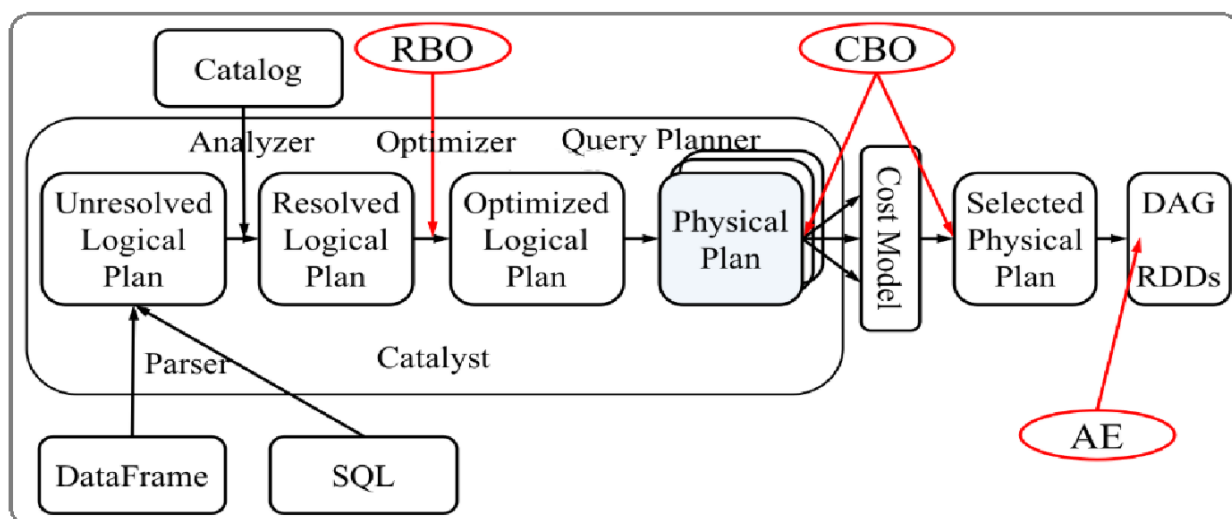 RBO
CBO
Catalog
Analyzer
Optimizer
Query Planner
Unresolved
Logical
Plan
Resolved
Logical
Plan
Optimized
Logical
Plan
Physical
Plan
Cost Model
Selected
Physical
Plan
DAG
RDDs
Parser
Catalyst
AE
DataFrame
SQL